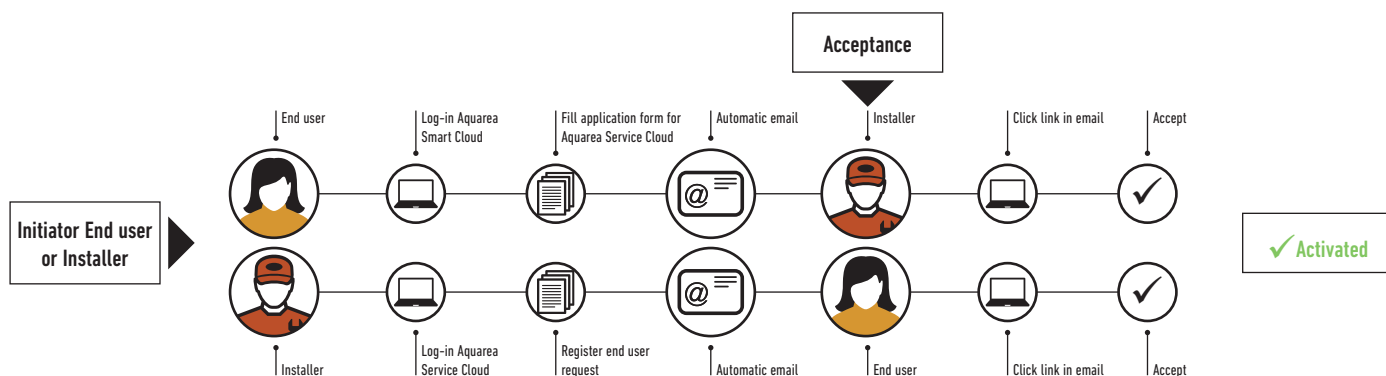 Acceptance
End user
Log-in Aquarea
Smart Cloud
Fill application form for
Aquarea Service Cloud
Automatic email
Installer
Click link in email
Accept
@
Initiator End user
or Installer
Activated
@
Installer
Log-in Aquarea
Service Cloud
Register end user
request
Automatic email
End user
Click link in email
Accept